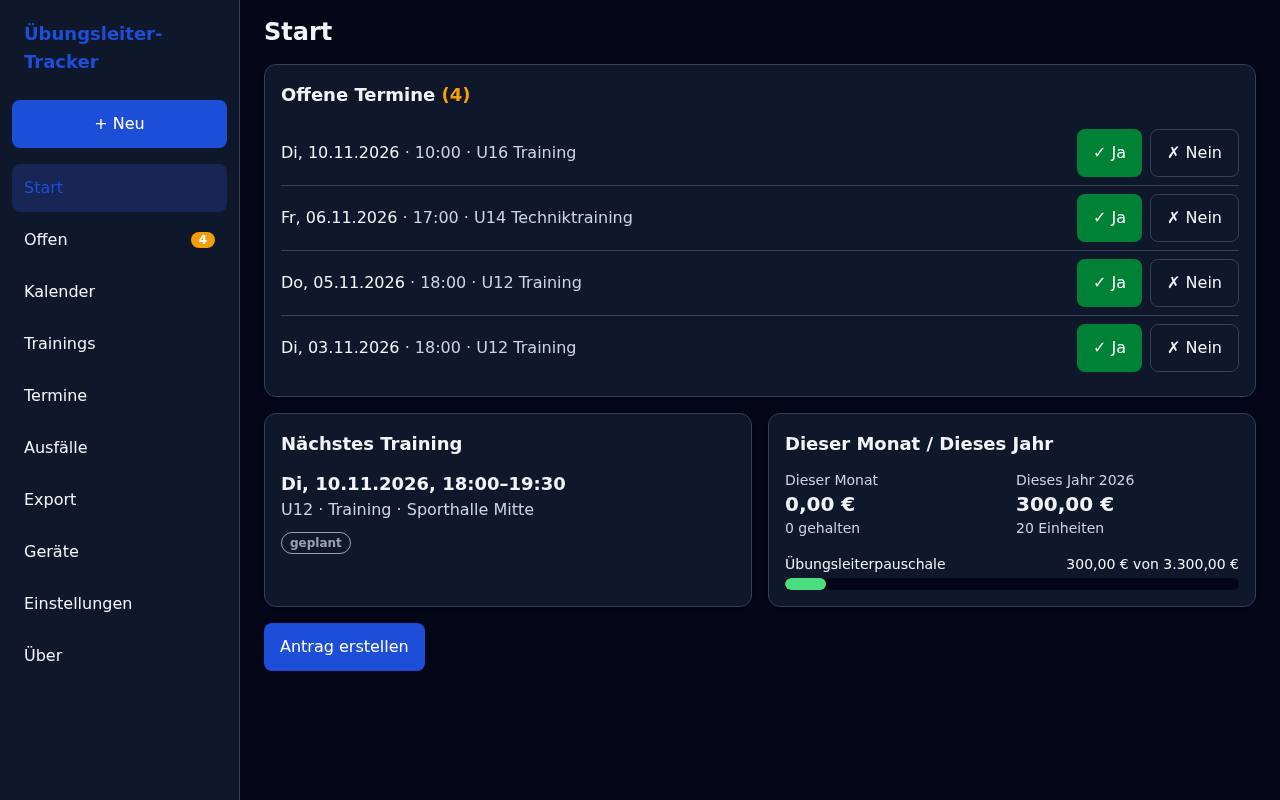 Übungsleiter-
Tracker
+ Neu
Start
Offen 4
Kalender
Trainings
Termine
Ausfälle
Export
Geräte
Einstellungen
Über
Start
Offene Termine (4)
Di, 10.11.2026 · 10:00 · U16 Training ✓ Ja ✗ Nein
Fr, 06.11.2026 · 17:00 · U14 Techniktraining ✓ Ja ✗ Nein
Do, 05.11.2026 · 18:00 · U12 Training ✓ Ja ✗ Nein
Di, 03.11.2026 · 18:00 · U12 Training ✓ Ja ✗ Nein
Nächstes Training
Di, 10.11.2026, 18:00–19:30
U12 · Training · Sporthalle Mitte
geplant
Dieser Monat / Dieses Jahr
Dieser Monat
0,00 €
0 gehalten
Dieses Jahr 2026
300,00 €
20 Einheiten
Übungsleiterpauschale 300,00 € von 3.300,00 €
Antrag erstellen